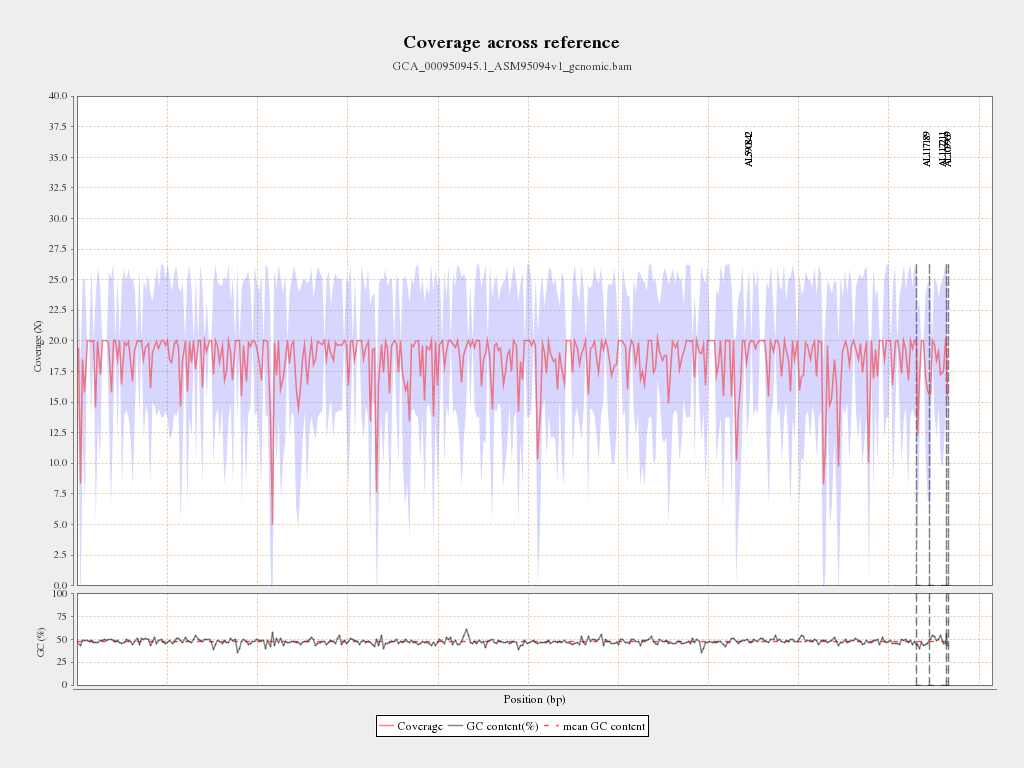 Coverage across reference
GCA_000950945.1_ASM95094v1_genomic.bam
40.0
37.5
35.0
32.5
30.0
27.5
25.0
22.5
20.0
17.5
15.0
12.5
10.0
7.5
5.0
2.5
0.0
Coverage (X)
AL590842
AL117189
AL117211
AL109969
100
75
50
25
0
GC (%)
Position (bp)
Coverage GC content(%) mean GC content